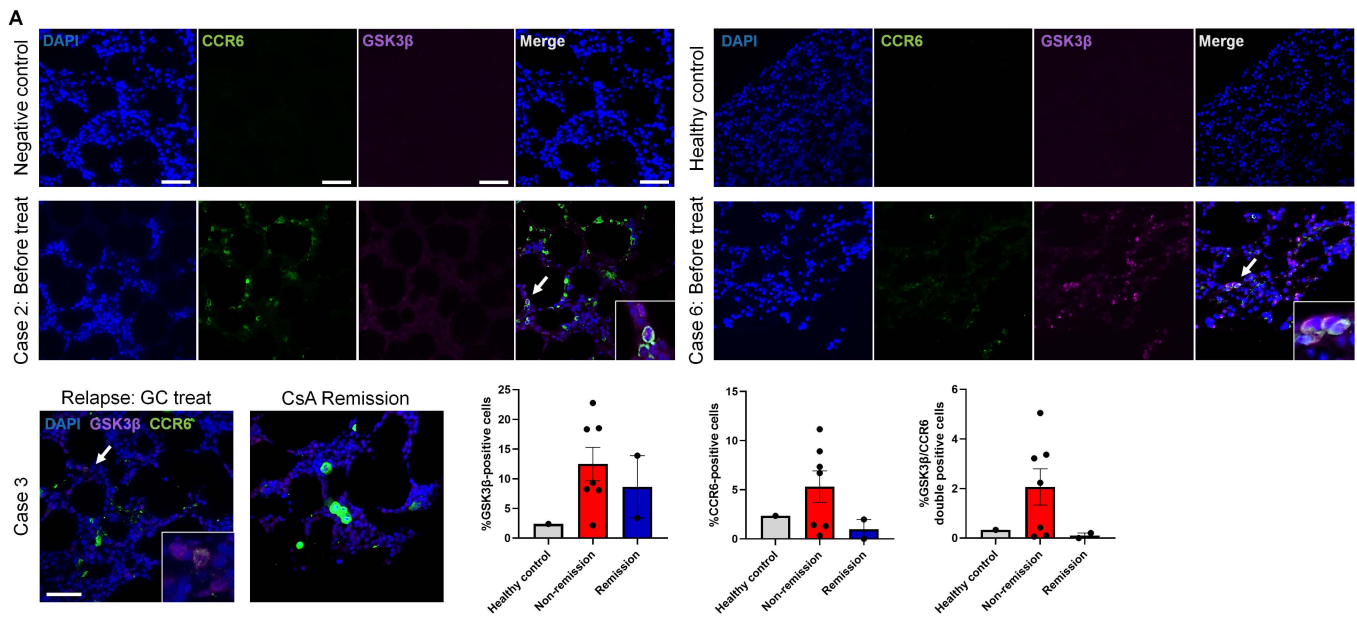 A
Negative control
DAPI
CCR6
GSK3β
Merge
Healthy control
DAPI
CCR6
GSK3β
Merge
Case 2: Before treat
Case 6: Before treat
Case 3
Relapse: GC treat
DAPI GSK3β CCR6
CsA Remission
%GSK3β-positive cells
25
20
15
10
5
0
Healthy control
Non-remission
Remission
%CCR6-positive cells
15
10
5
0
Healthy control
Non-remission
Remission
%GSK3β/CCR6
double positive cells
6
4
2
0
Healthy control
Non-remission
Remission